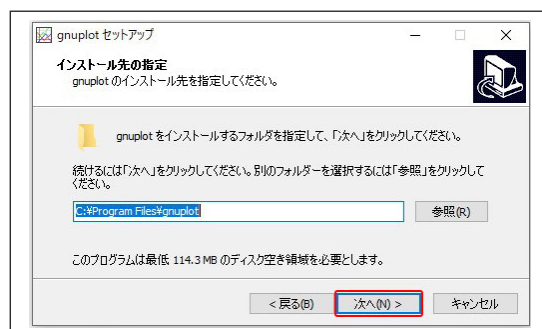 gnuplot セットアップ
インストール先の指定
gnuplot のインストール先を指定してください。
gnuplot をインストールするフォルダを指定して、「次へ」をクリックしてください。
続けるには「次へ」をクリックしてください。別のフォルダーを選択するには「参照」をクリックして
ください。
C:¥Program Files¥gnuplot
参照(R)
このプログラムは最低 114.3 MB のディスク空き領域を必要とします。
< 戻る(B)
次へ(N) >
キャンセル